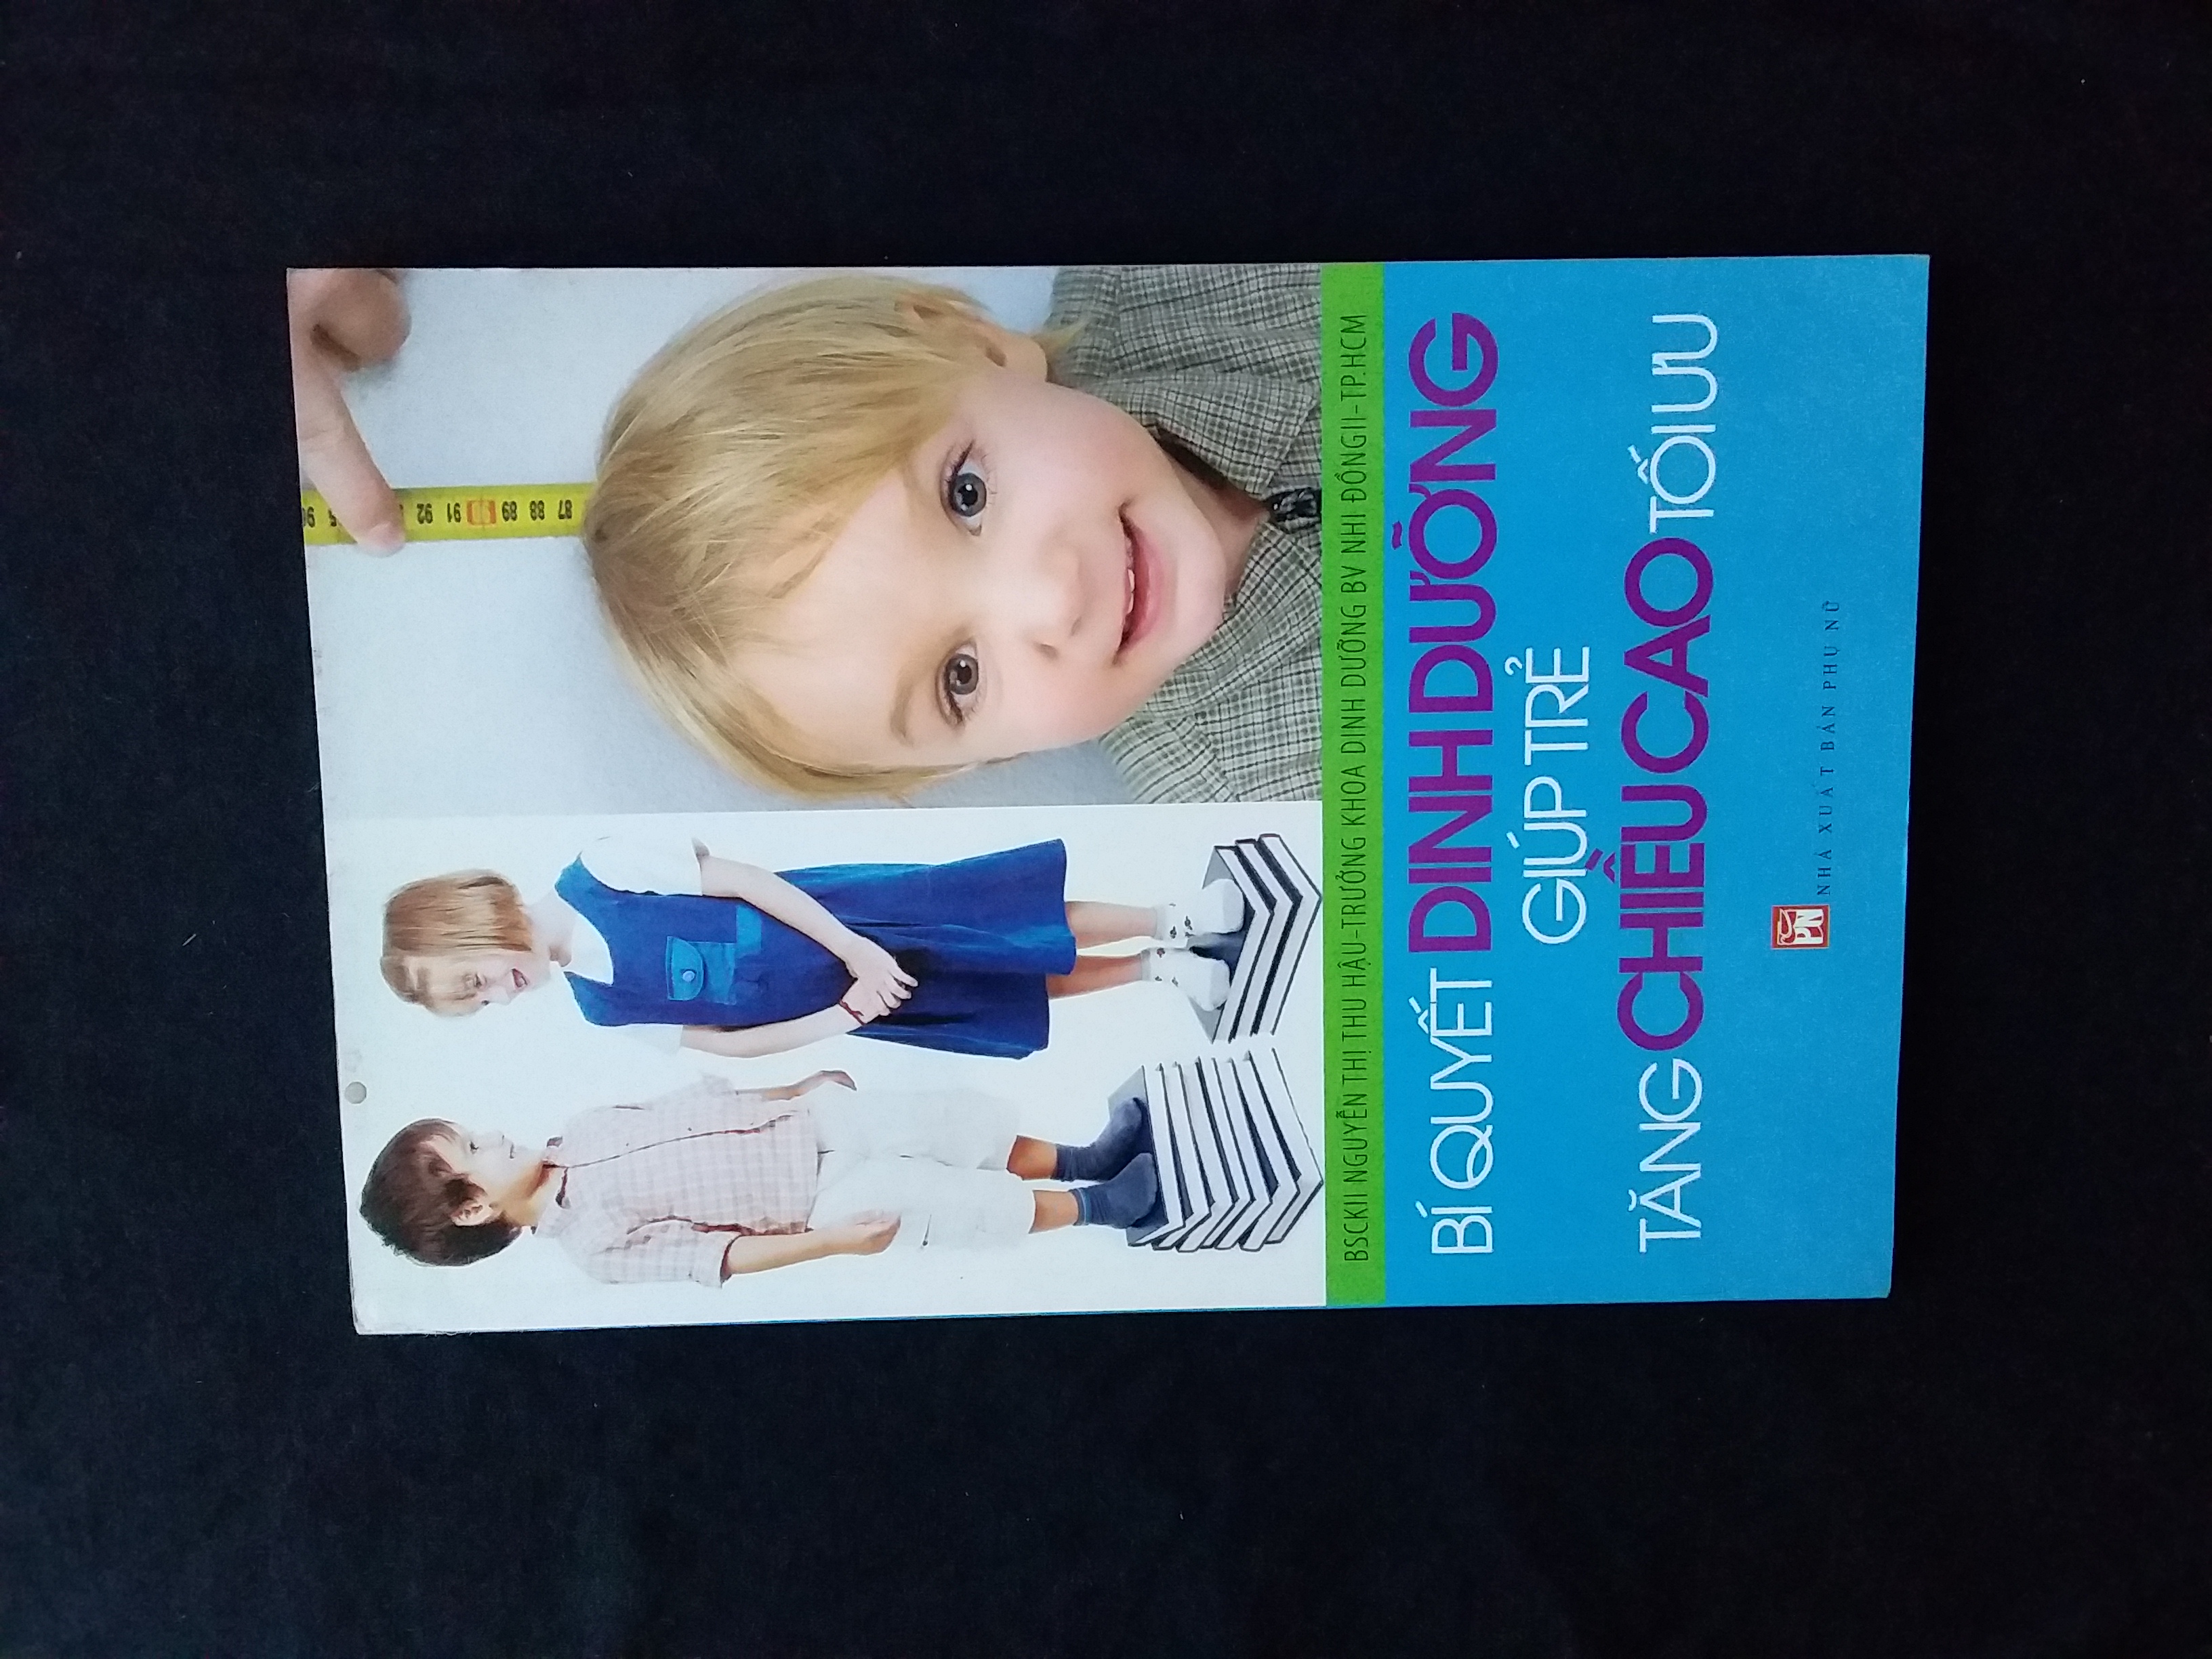 90
92
91
89
88
87
BSCKII NGUYỄN THỊ THU HẬU-TRƯỞNG KHOA DINH DƯỠNG BV NHI ĐỒNGII-TP.HCM
BÍ QUYẾT DINH DƯỠNG
GIÚP TRẺ
TĂNG CHIỀU CAO TỐI ƯU
PN
NHÀ XUẤT BẢN PHỤ NỮ